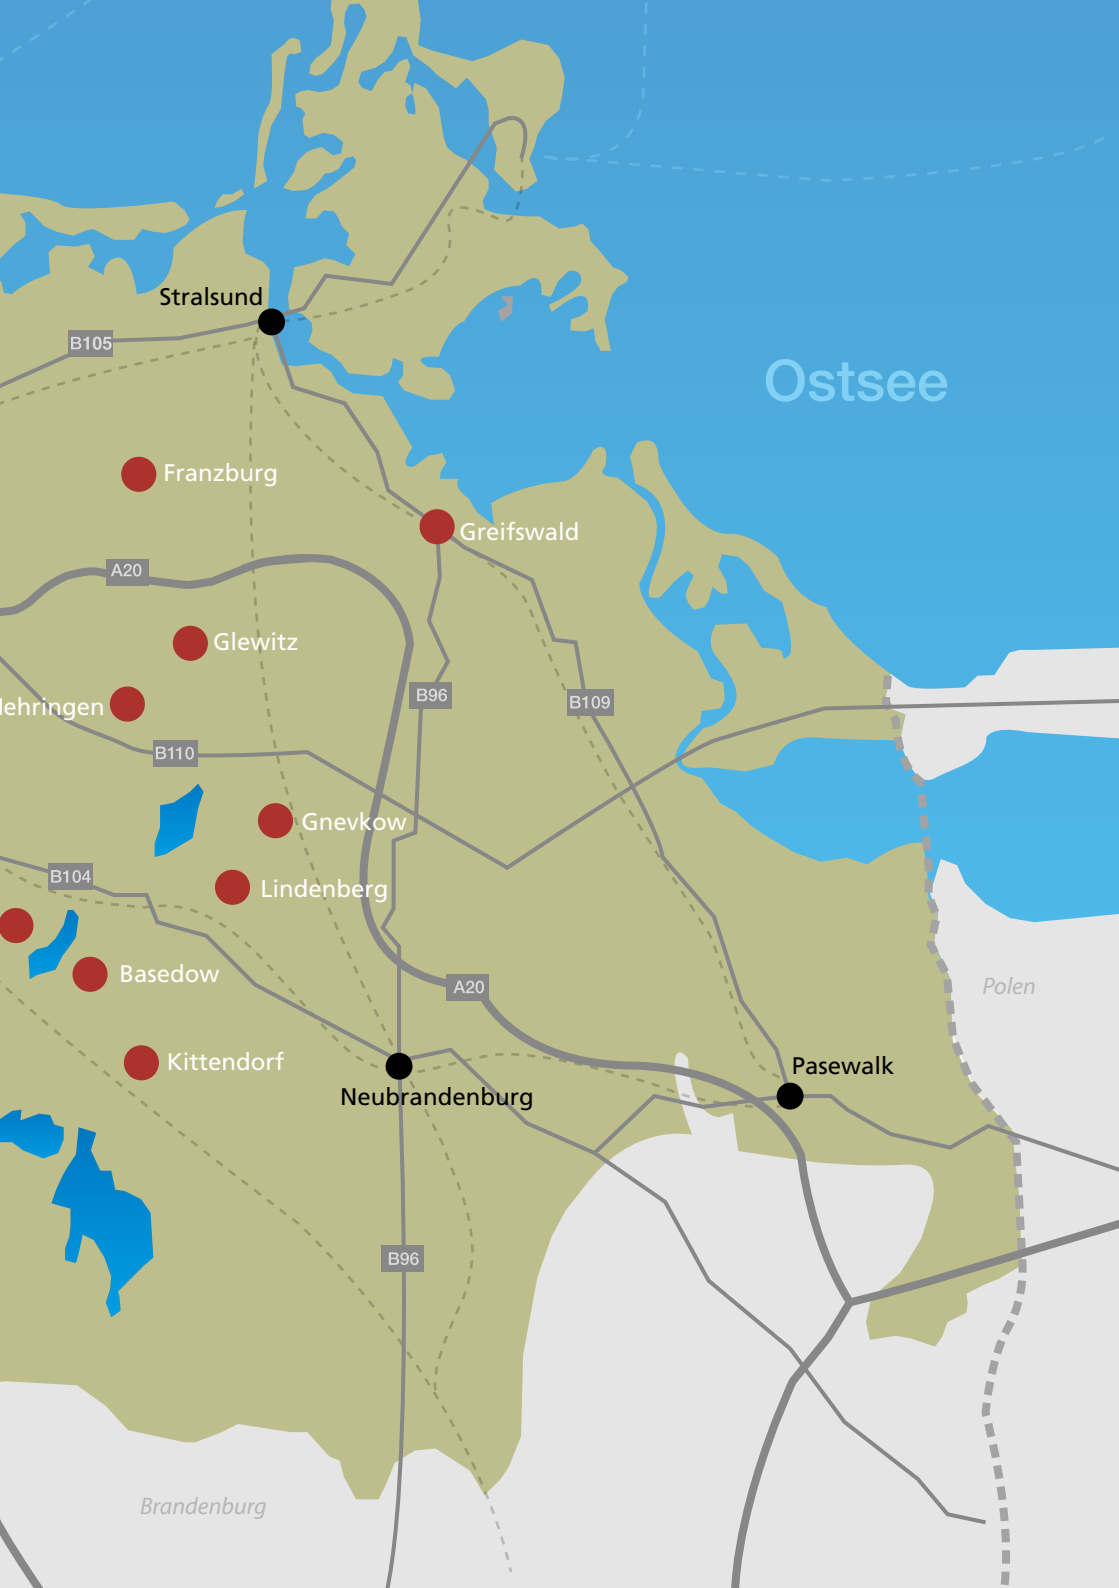 Stralsund
B105
Ostsee
Franzburg
Greifswald
A20
Glewitz
B96
B109
ehringen
B110
Gnevkow
B104
Lindenberg
Basedow
A20
Polen
Kittendorf
Pasewalk
Neubrandenburg
B96
Brandenburg